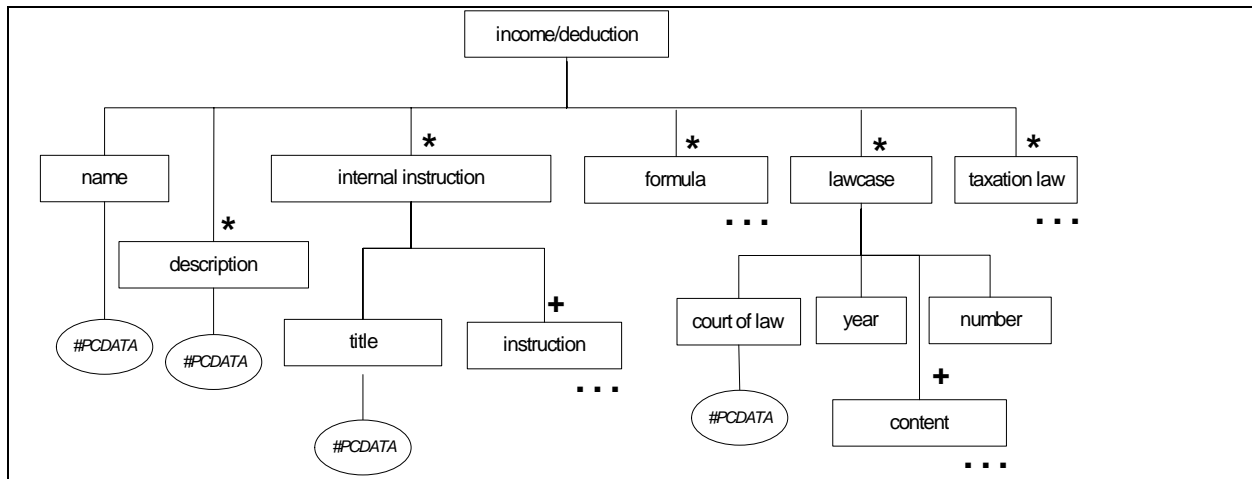 income/deduction
* * * *
name internal instruction formula lawcase taxation law
* . . . . . .
description
+
court of law year number
title instruction
#PCDATA #PCDATA . . . +
#PCDATA content
#PCDATA . . .